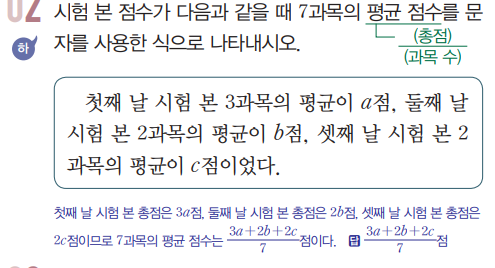 02 시험 본 점수가 다음과 같을 때 7과목의 평균 점수를 문
하 자를 사용한 식으로 나타내시오.
(총점)
(과목 수)
첫째 날 시험 본 3과목의 평균이 a점, 둘째 날
시험 본 2과목의 평균이 b점, 셋째 날 시험 본 2
과목의 평균이 c점이었다.
첫째 날 시험 본 총점은 3a점, 둘째 날 시험 본 총점은 2b점, 셋째 날 시험 본 총점은
2c점이므로 7과목의 평균 점수는 (3a+2b+2c)/7 점이다. 답 (3a+2b+2c)/7 점